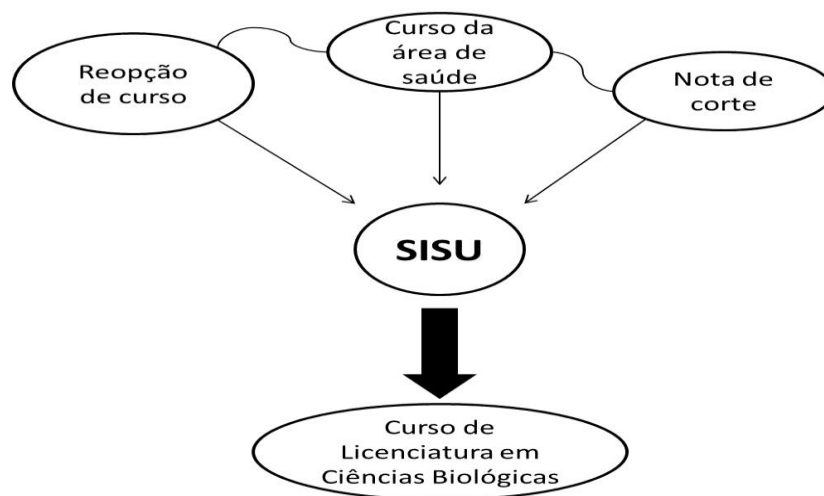 Curso da
área de
saúde
Reopção
de curso
Nota de
corte
SISU
Curso de
Licenciatura em
Ciências Biológicas